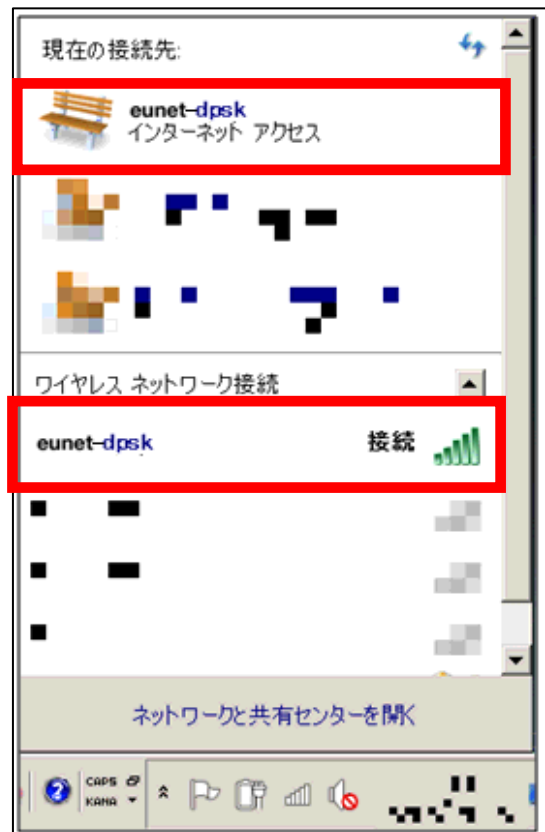 現在の接続先:
eunet-dpsk
インターネット アクセス
ワイヤレス ネットワーク接続
eunet-dpsk 接続
ネットワークと共有センターを開く
CAPS
KANA